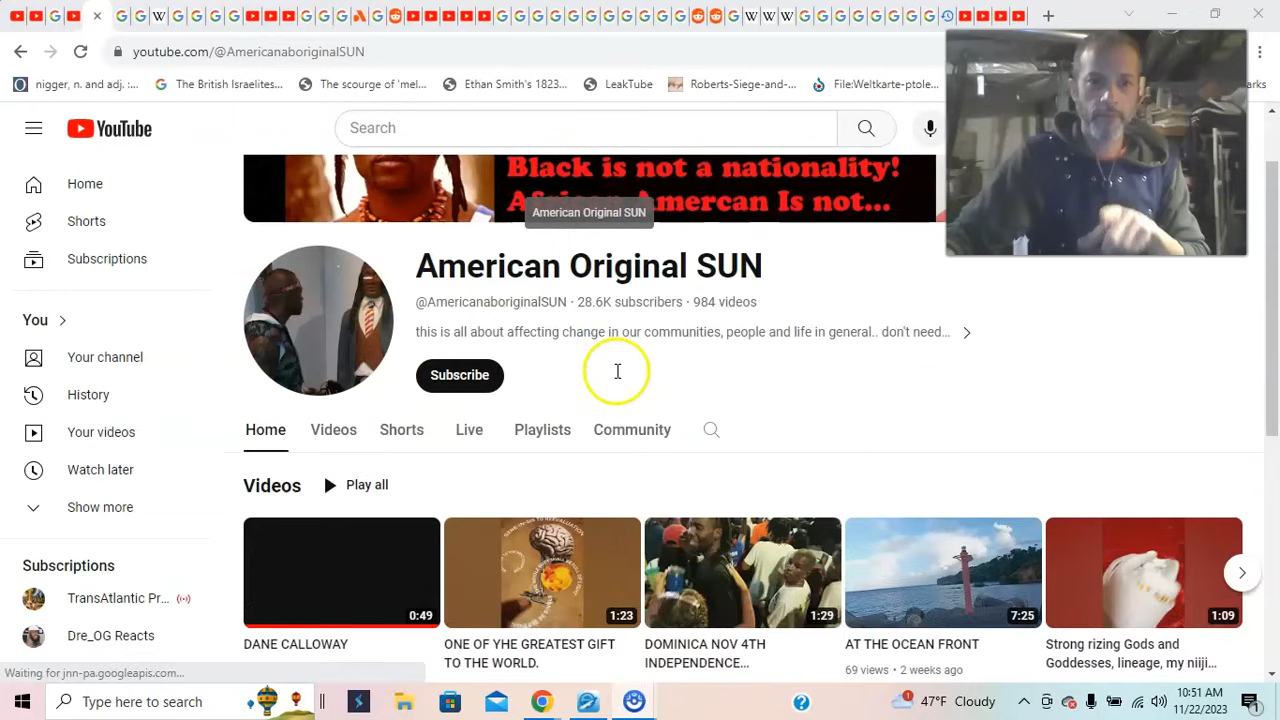 youtube.com/@AmericanaboriginalSUN
nigger, n. and adj. :...
The British Israelites...
The scourge of 'mel...
Ethan Smith's 1823...
LeakTube
Roberts-Siege-and-...
File:Weltkarte-ptole...
YouTube
Search
Home
Shorts
Subscriptions
You
Your channel
History
Your videos
Watch later
Show more
Subscriptions
TransAtlantic Pr...
Dre_OG Reacts
Black is not a nationality!
American Original SUN
American Original SUN
@AmericanaboriginalSUN · 28.6K subscribers · 984 videos
this is all about affecting change in our communities, people and life in general.. don't need...
Subscribe
Home Videos Shorts Live Playlists Community
Videos
Play all
0:49
1:23
1:29
7:25
1:09
DANE CALLOWAY
ONE OF YHE GREATEST GIFT
TO THE WORLD.
DOMINICA NOV 4TH
INDEPENDENCE...
AT THE OCEAN FRONT
69 views · 2 weeks ago
Strong rizing Gods and
Goddesses, lineage, my niiji...
Waiting for jnn-pa.googleapis.com...
Type here to search
47°F Cloudy
10:51 AM
11/22/2023